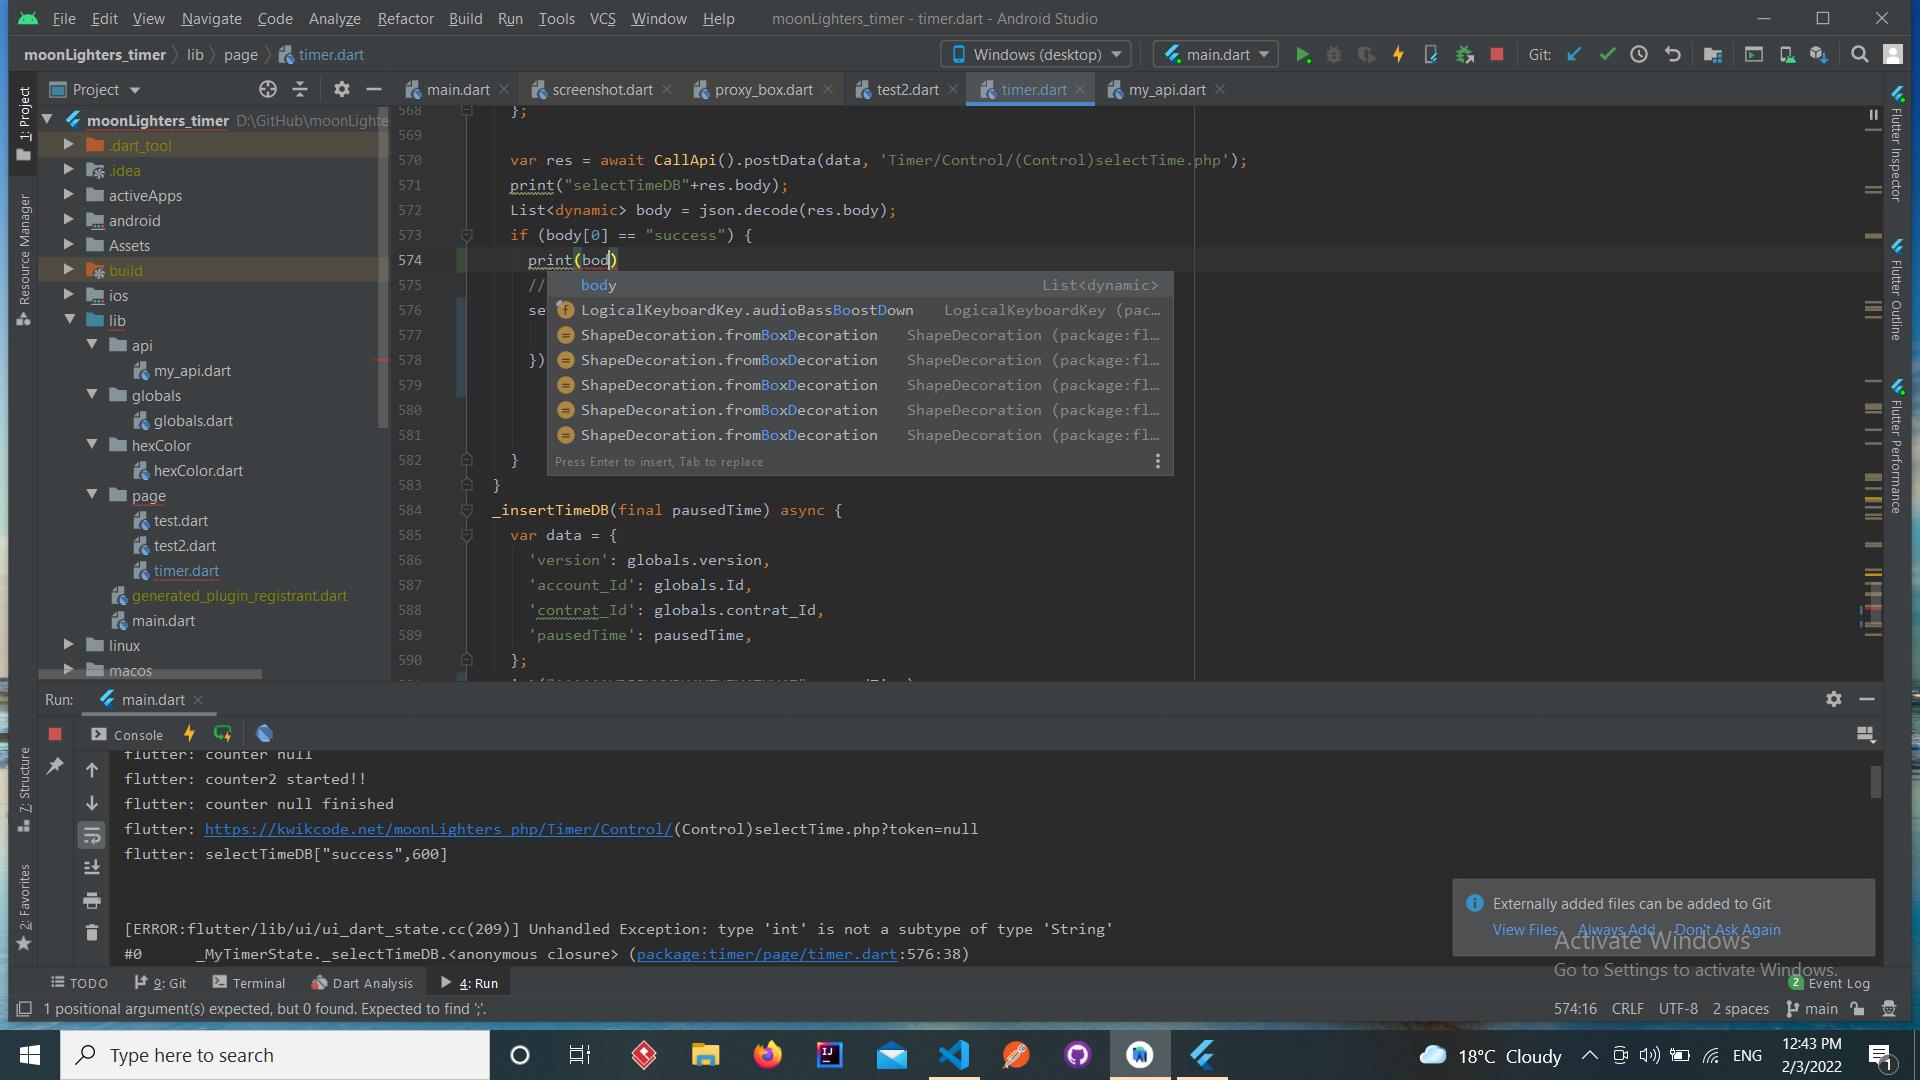 File Edit View Navigate Code Analyze Refactor Build Run Tools VCS Window Help moonLighters_timer - timer.dart - Android Studio
moonLighters_timer lib page timer.dart Windows (desktop) main.dart Git:
Project main.dart screenshot.dart proxy_box.dart test2.dart timer.dart my_api.dart
1: Project
Resource Manager
7: Structure
2: Favorites
moonLighters_timer D:\GitHub\moonLighte
.dart_tool
.idea
activeApps
android
Assets
build
ios
lib
api
my_api.dart
globals
globals.dart
hexColor
hexColor.dart
page
test.dart
test2.dart
timer.dart
generated_plugin_registrant.dart
main.dart
linux
macos
568 };
569
570 var res = await CallApi().postData(data, 'Timer/Control/(Control)selectTime.php');
571 print("selectTimeDB"+res.body);
572 List<dynamic> body = json.decode(res.body);
573 if (body[0] == "success") {
574 print(bod)
575 //
576 se
577
578 })
579
580
581
582 }
583 }
584 _insertTimeDB(final pausedTime) async {
585 var data = {
586 'version': globals.version,
587 'account_Id': globals.Id,
588 'contrat_Id': globals.contrat_Id,
589 'pausedTime': pausedTime,
590 };
body List<dynamic>
LogicalKeyboardKey.audioBassBoostDown LogicalKeyboardKey (pac…
ShapeDecoration.fromBoxDecoration ShapeDecoration (package:fl…
ShapeDecoration.fromBoxDecoration ShapeDecoration (package:fl…
ShapeDecoration.fromBoxDecoration ShapeDecoration (package:fl…
ShapeDecoration.fromBoxDecoration ShapeDecoration (package:fl…
ShapeDecoration.fromBoxDecoration ShapeDecoration (package:fl…
Press Enter to insert, Tab to replace
Flutter Inspector
Flutter Outline
Flutter Performance
Run: main.dart
Console
flutter: counter null
flutter: counter2 started!!
flutter: counter null finished
flutter: https://kwikcode.net/moonLighters_php/Timer/Control/(Control)selectTime.php?token=null
flutter: selectTimeDB["success",600]
[ERROR:flutter/lib/ui/ui_dart_state.cc(209)] Unhandled Exception: type 'int' is not a subtype of type 'String'
#0 _MyTimerState._selectTimeDB.<anonymous closure> (package:timer/page/timer.dart:576:38)
Externally added files can be added to Git
View Files Always Add Don't Ask Again
Activate Windows
Go to Settings to activate Windows.
TODO 9: Git Terminal Dart Analysis 4: Run 2 Event Log
1 positional argument(s) expected, but 0 found. Expected to find ';'. 574:16 CRLF UTF-8 2 spaces main
Type here to search 18°C Cloudy ENG 12:43 PM
2/3/2022
1